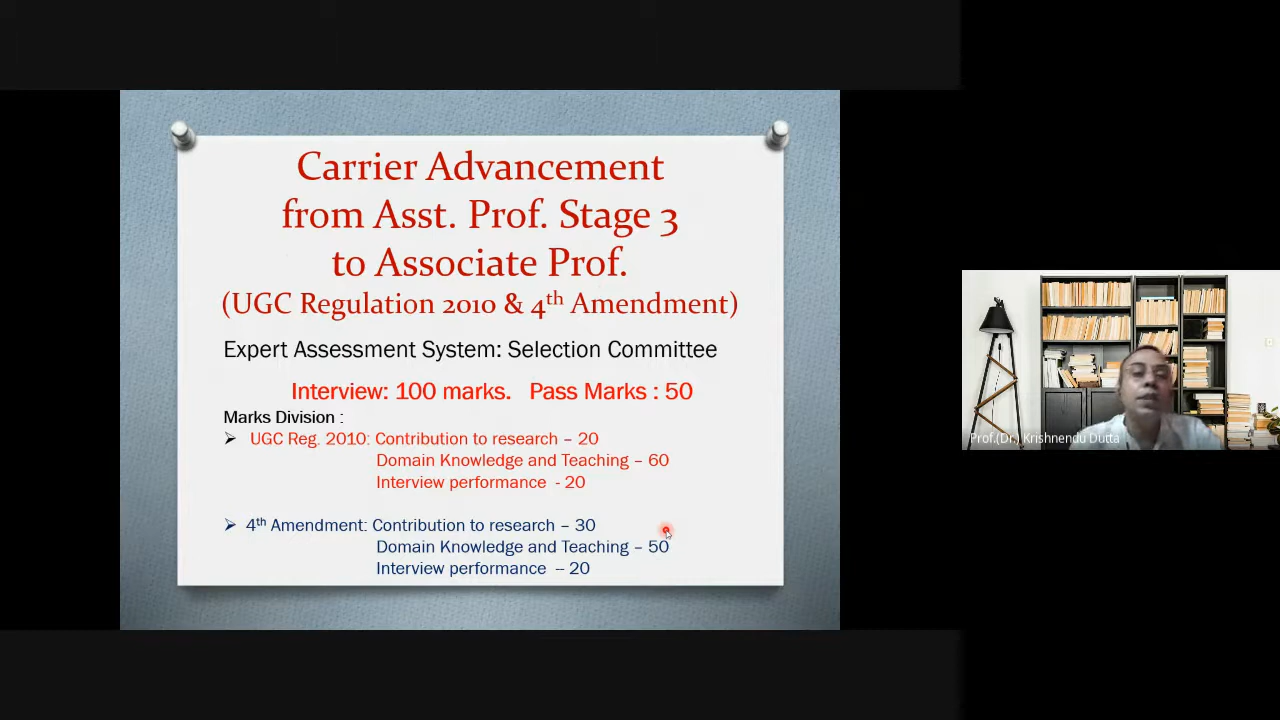 Carrier Advancement
from Asst. Prof. Stage 3
to Associate Prof.
(UGC Regulation 2010 & 4th Amendment)
Expert Assessment System: Selection Committee
Interview: 100 marks. Pass Marks : 50
Marks Division :
➢ UGC Reg. 2010: Contribution to research – 20
Domain Knowledge and Teaching – 60
Interview performance - 20
➢ 4th Amendment: Contribution to research – 30
Domain Knowledge and Teaching – 50
Interview performance -- 20
Prof.(Dr.) Krishnendu Dutta